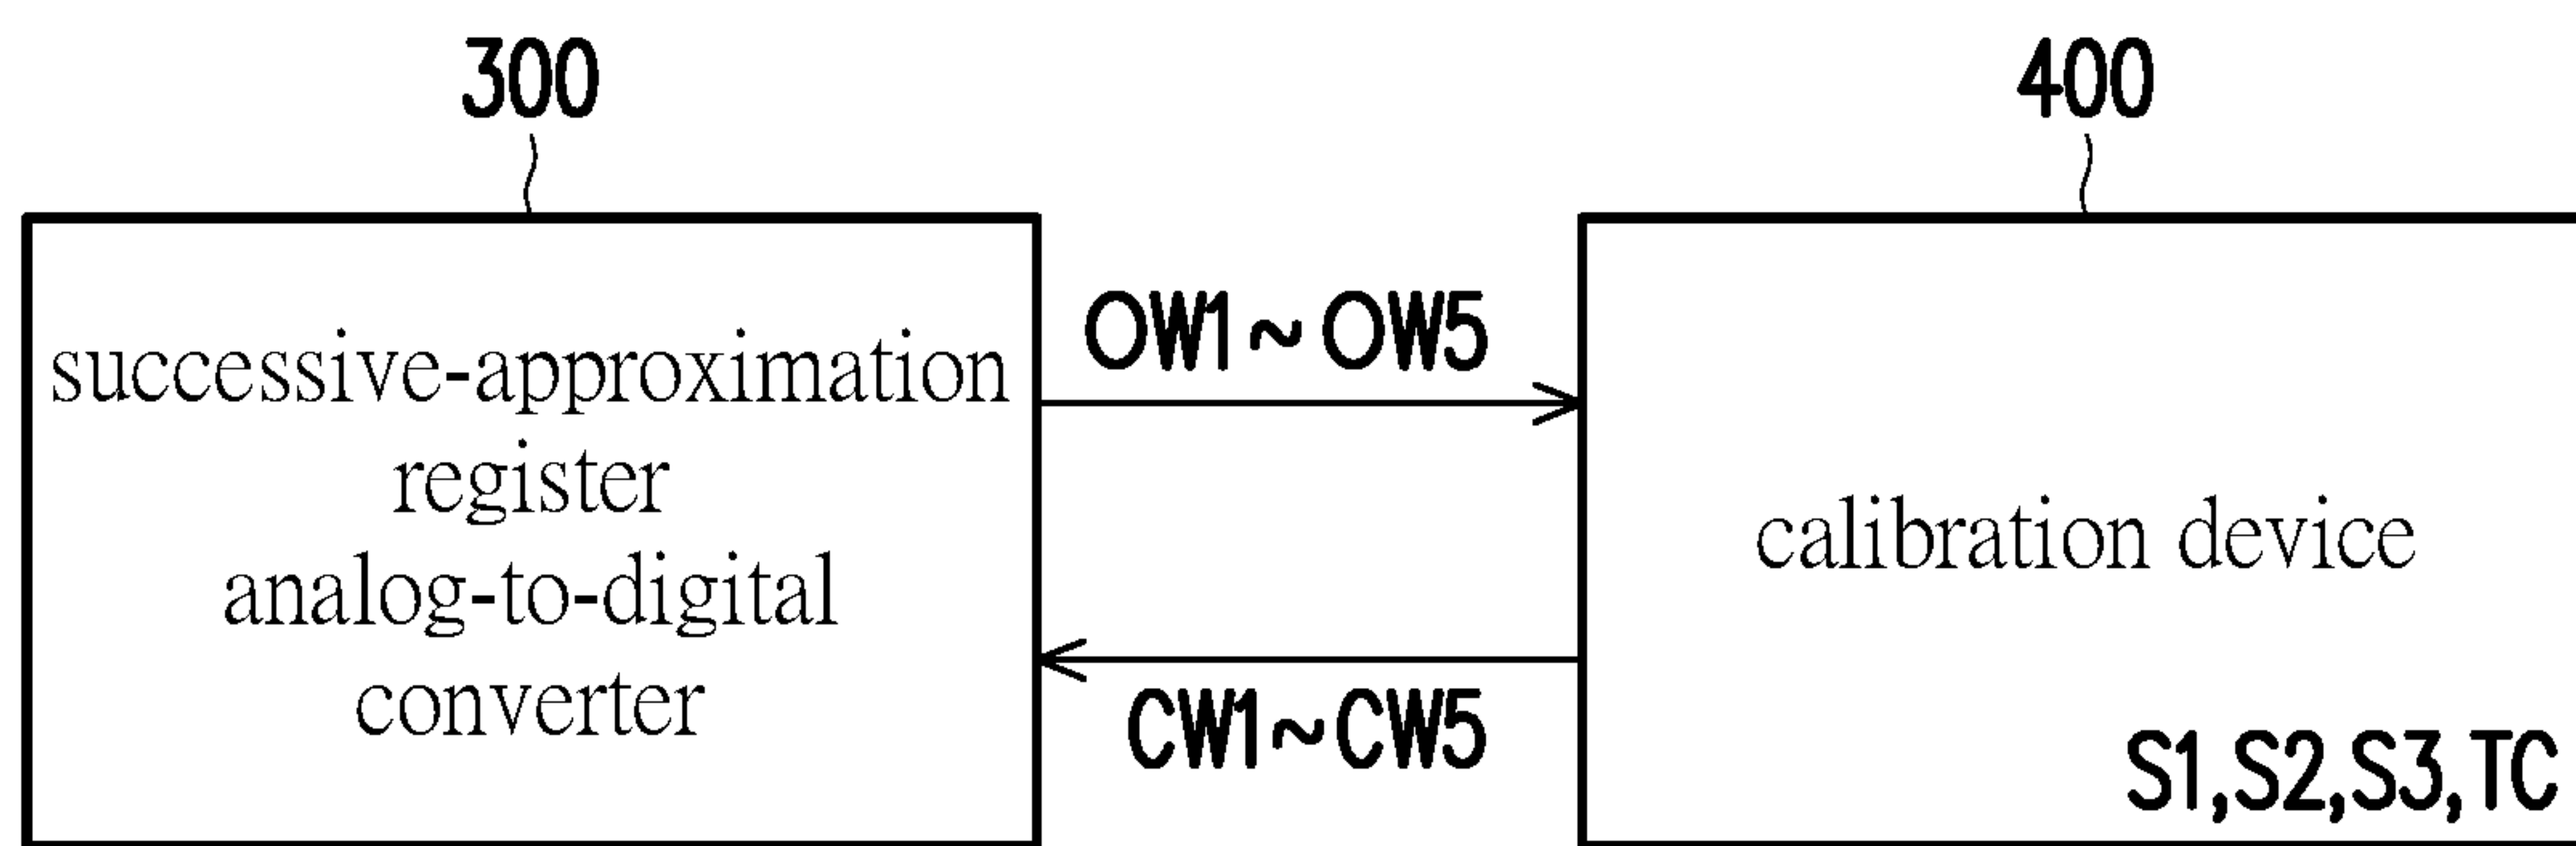 300
400
successive-approximation
register
analog-to-digital
converter
OW1~OW5
CW1~CW5
calibration device
S1,S2,S3,TC